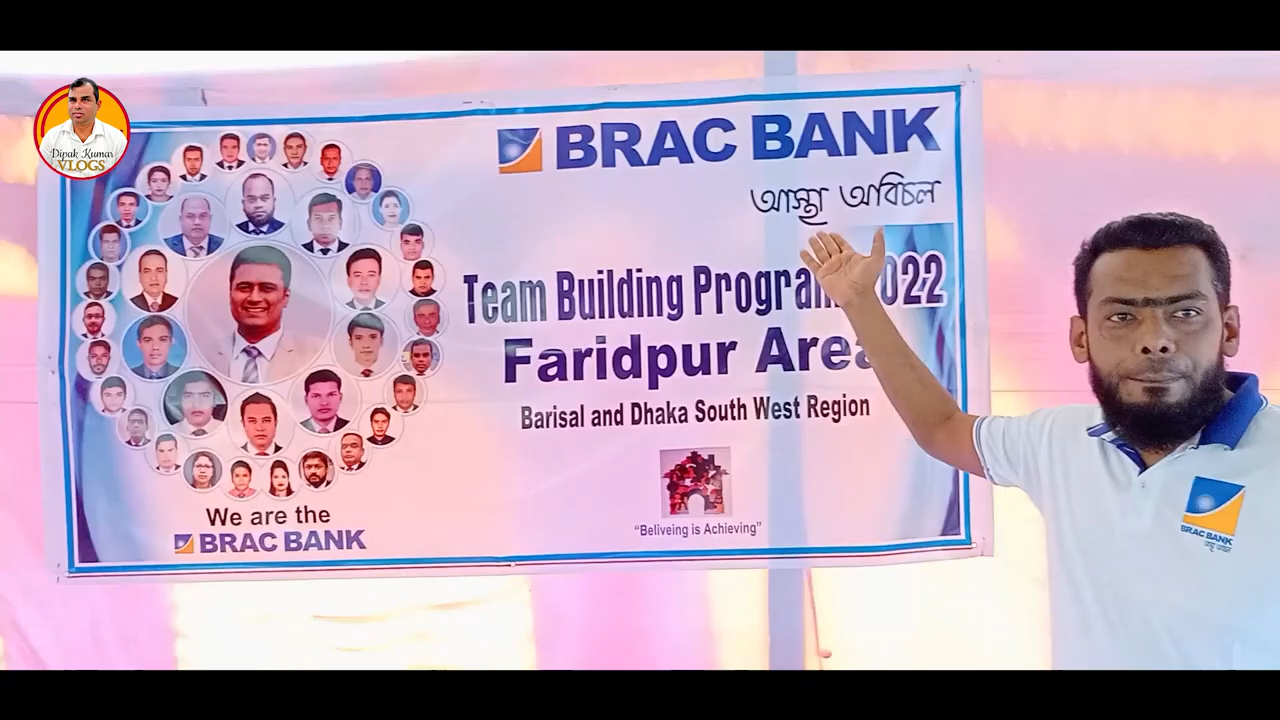 Dipak Kumar
VLOGS
BRAC BANK
আস্থা অবিচল
Team Building Program 2022
Faridpur Area
Barisal and Dhaka South West Region
“Beliveing is Achieving”
We are the
BRAC BANK
BRAC BANK